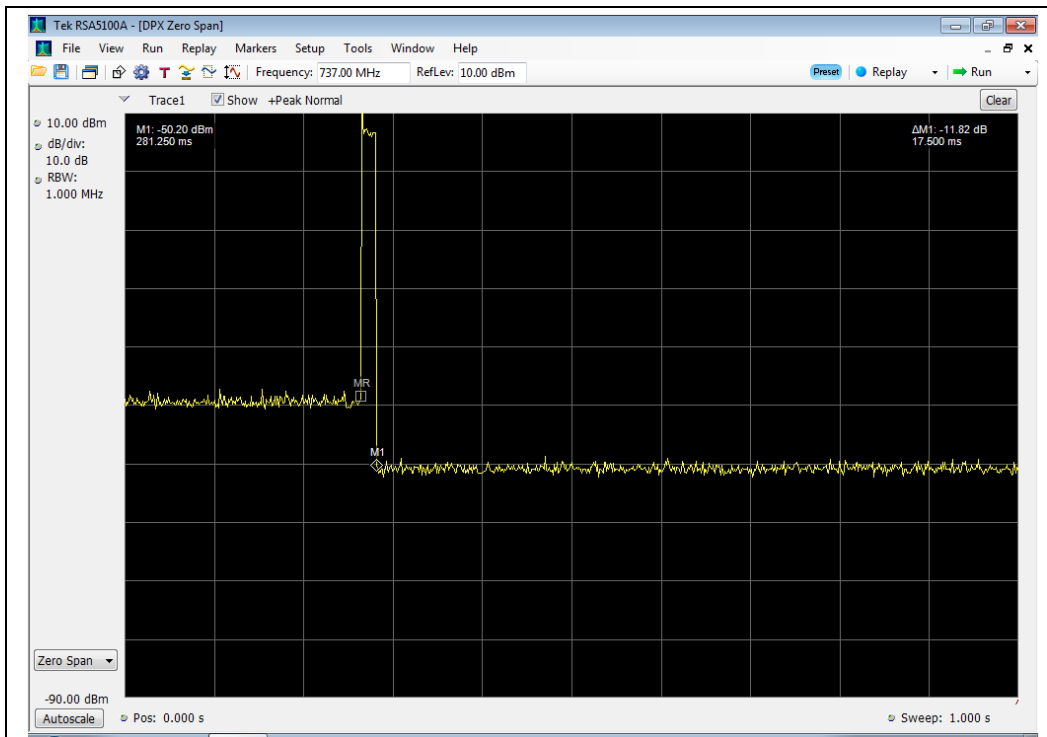 Tek RSA5100A - [DPX Zero Span]
File View Run Replay Markers Setup Tools Window Help
T Frequency: 737.00 MHz RefLev: 10.00 dBm Preset Replay Run
Trace1 Show +Peak Normal Clear
10.00 dBm
dB/div:
10.0 dB
RBW:
1.000 MHz
M1: -50.20 dBm
281.250 ms
ΔM1: -11.82 dB
17.500 ms
MR
M1
Zero Span
-90.00 dBm
Autoscale Pos: 0.000 s Sweep: 1.000 s